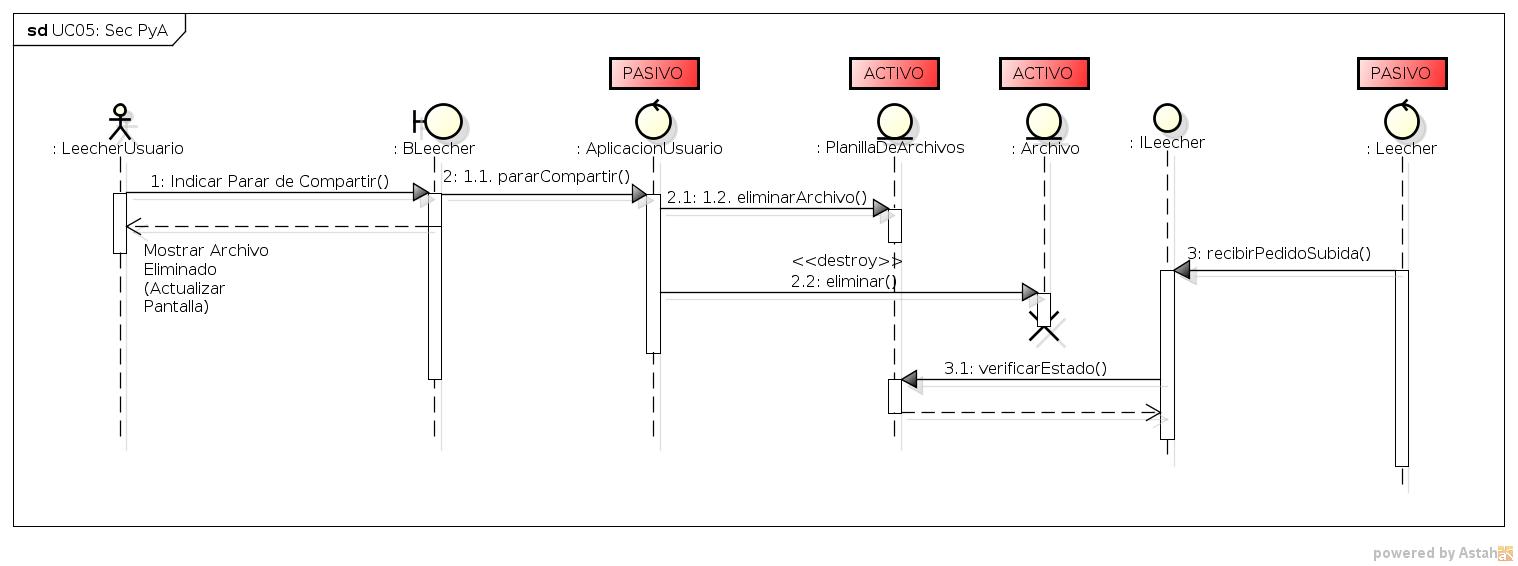 sd UC05: Sec PyA
PASIVO
ACTIVO
ACTIVO
PASIVO
: LeecherUsuario
: BLeecher
: AplicacionUsuario
: PlanillaDeArchivos
: Archivo
: ILeecher
: Leecher
1: Indicar Parar de Compartir()
2: 1.1. pararCompartir()
2.1: 1.2. eliminarArchivo()
Mostrar Archivo
Eliminado
(Actualizar
Pantalla)
<<destroy>>
2.2: eliminar()
3: recibirPedidoSubida()
3.1: verificarEstado()
powered by Astah